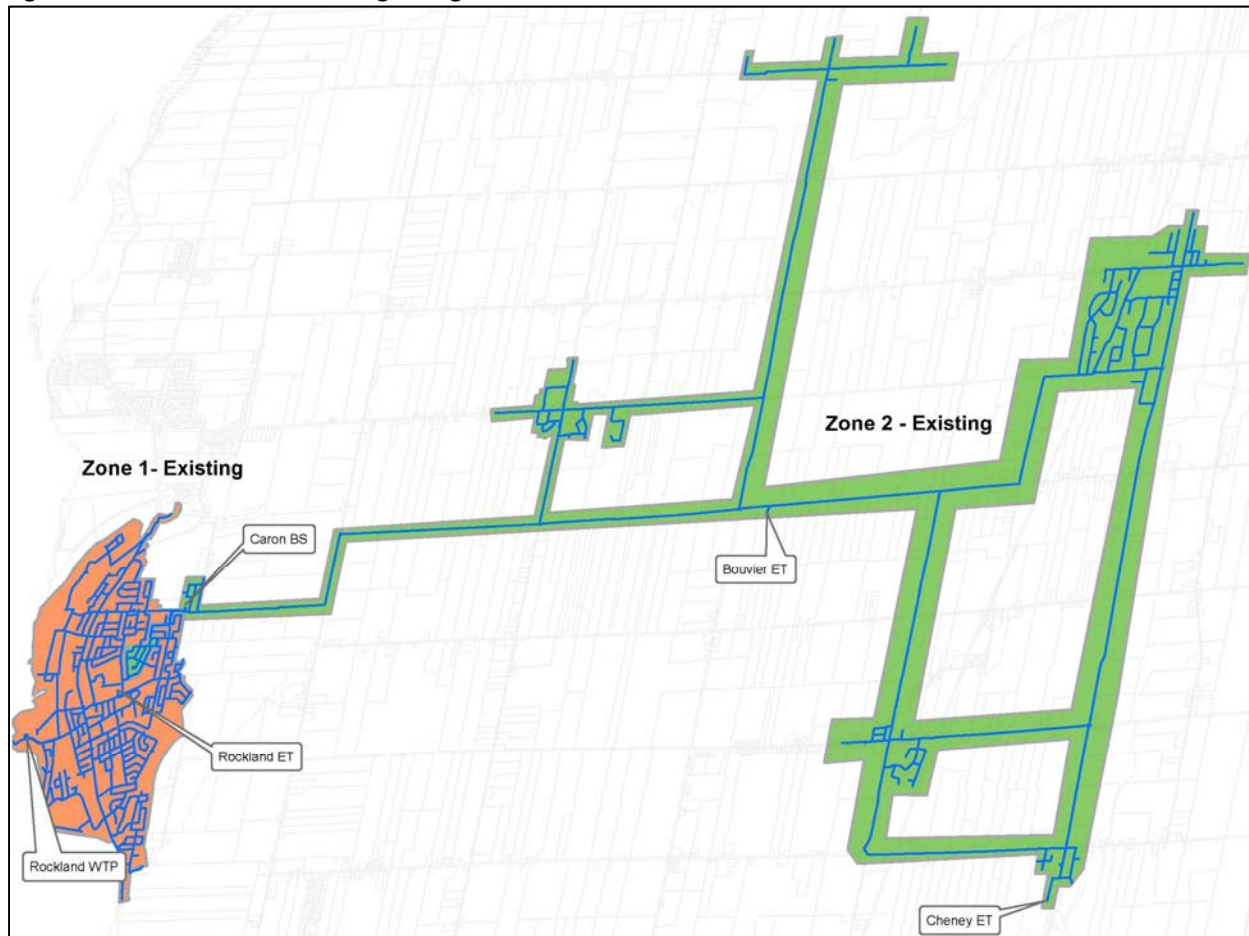 Zone 2 - Existing
Zone 1- Existing
Caron BS
Bouvier ET
Rockland ET
Rockland WTP
Cheney ET